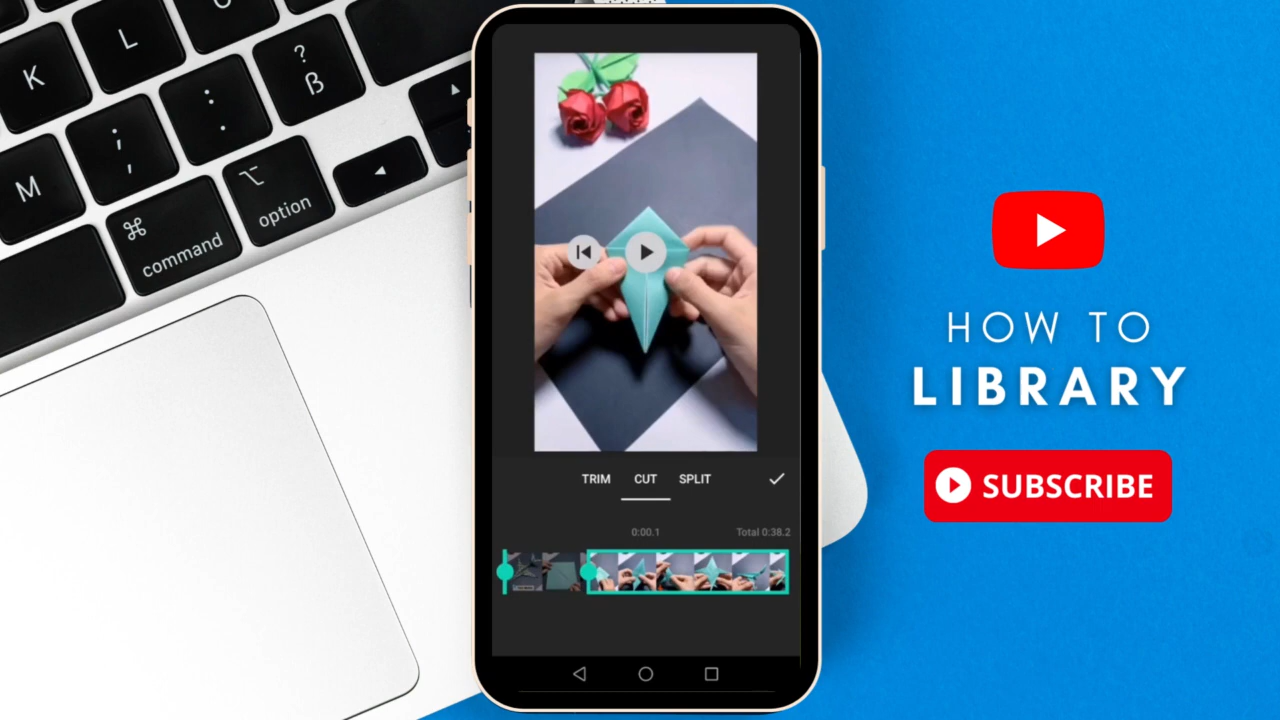 L
K
?
ß
:
.
;
,
M
⌘
command
⌥
option
TRIM CUT SPLIT
0:00.1 Total 0:38.2
HOW TO
LIBRARY
SUBSCRIBE